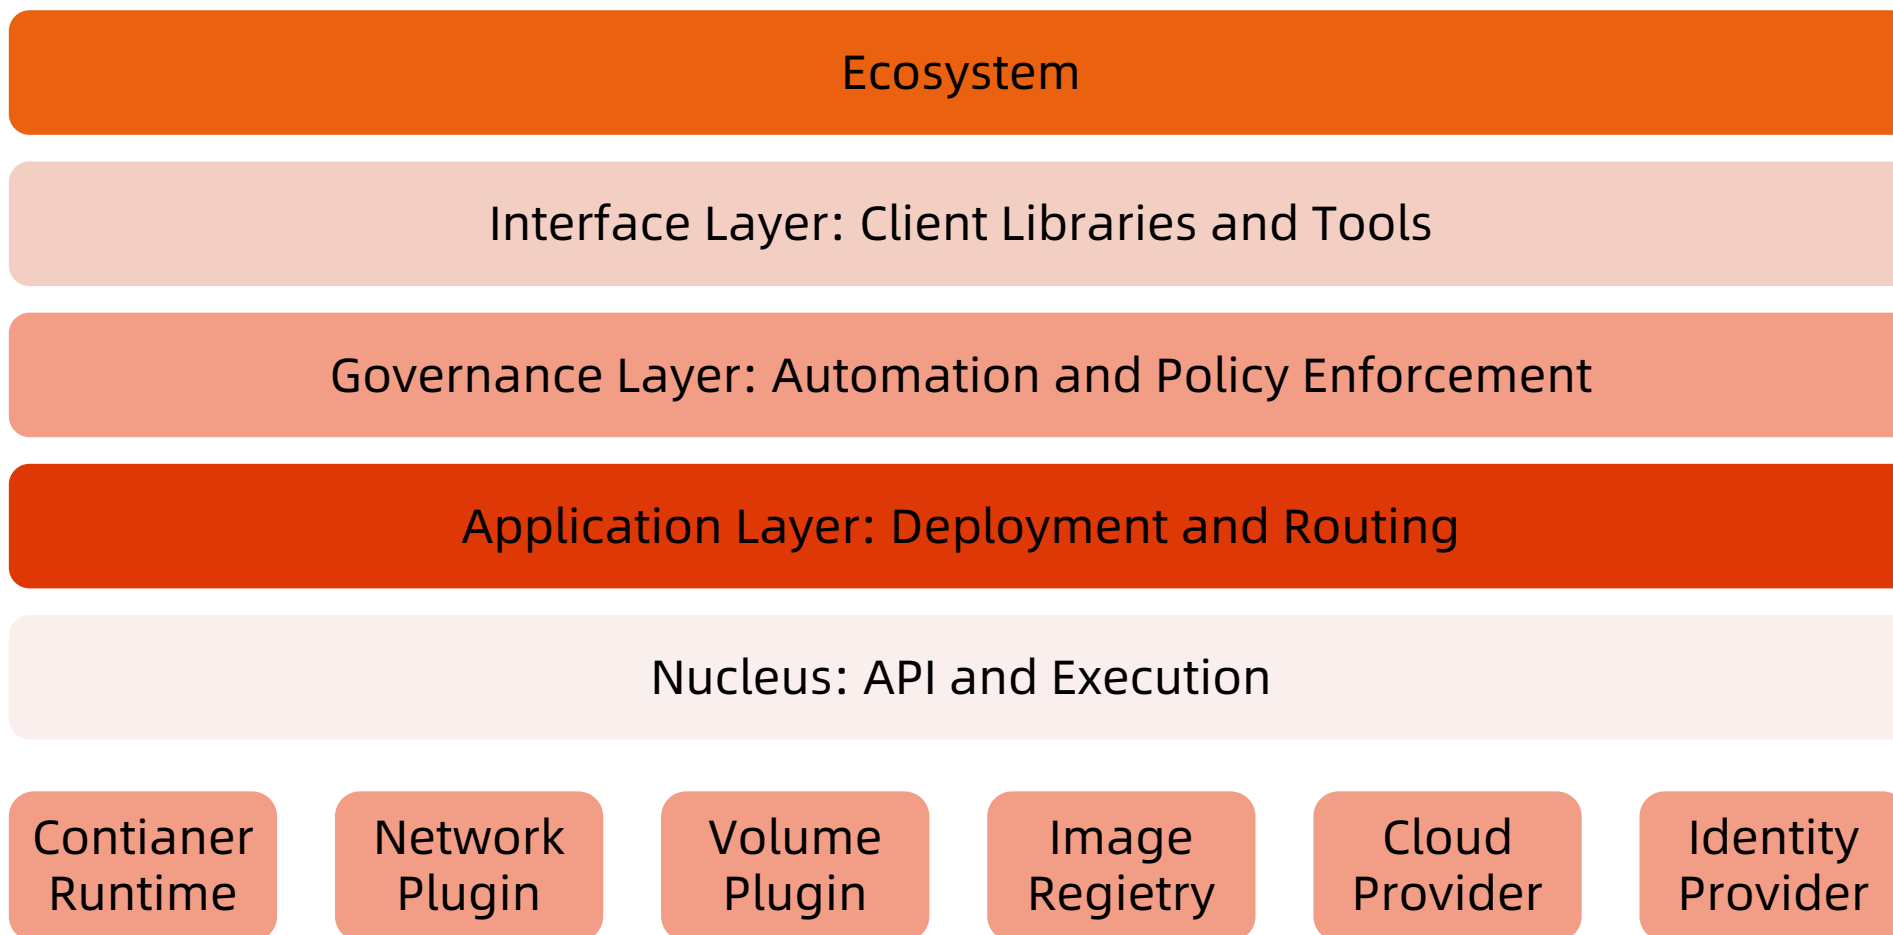 Ecosystem
Interface Layer: Client Libraries and Tools
Governance Layer: Automation and Policy Enforcement
Application Layer: Deployment and Routing
Nucleus: API and Execution
Contianer
Runtime
Network
Plugin
Volume
Plugin
Image
Registry
Cloud
Provider
Identity
Provider